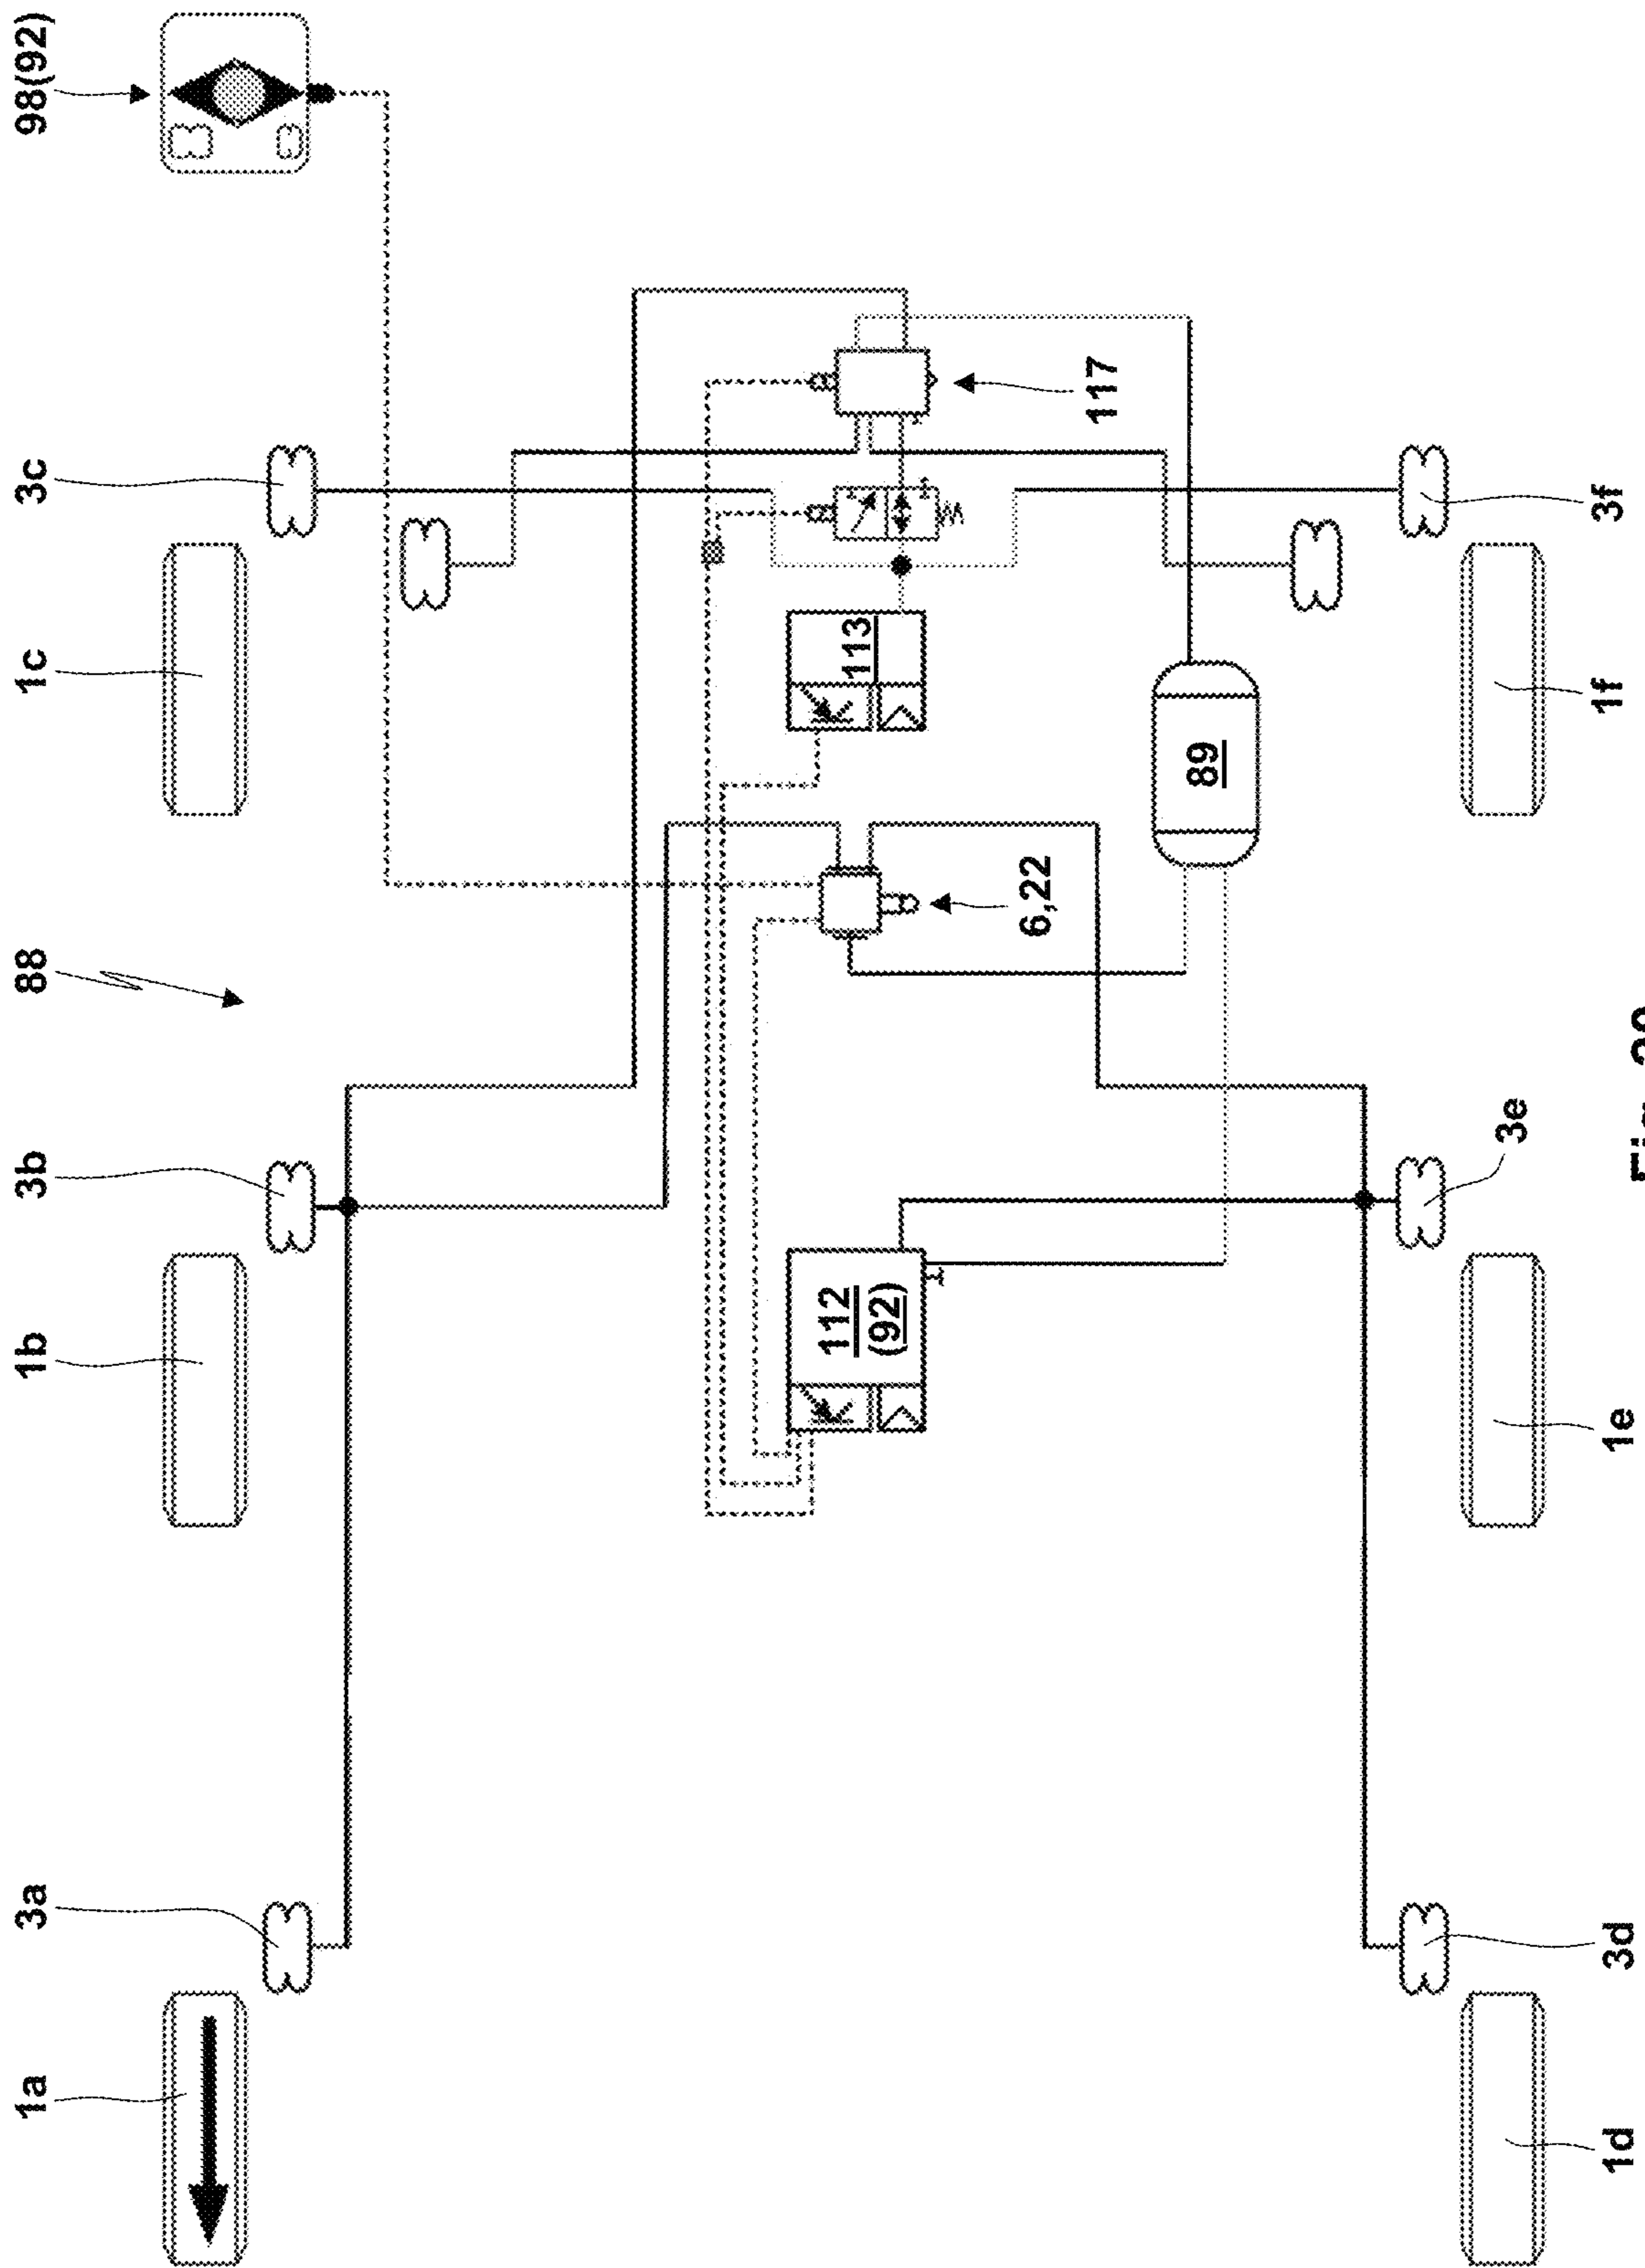 1a
3a
1b
3b
88
1c
3c
98(92)
112
(92)
113
6,22
117
89
3e
1d
3d
1e
1f
3f
Fig.